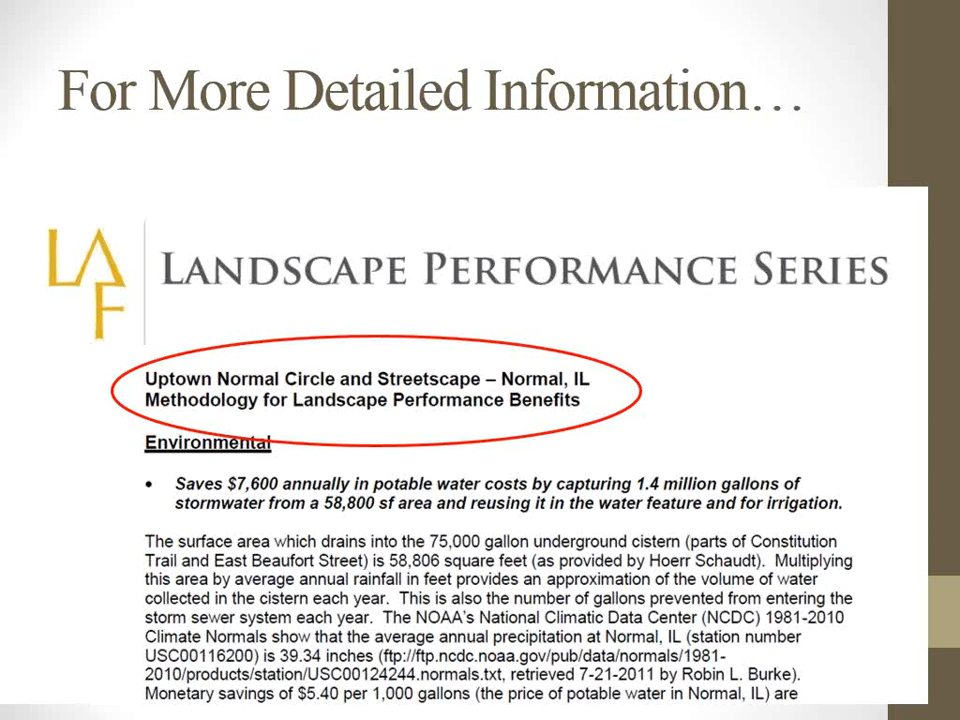 For More Detailed Information…
LAF
LANDSCAPE PERFORMANCE SERIES
Uptown Normal Circle and Streetscape – Normal, IL
Methodology for Landscape Performance Benefits
Environmental
• Saves $7,600 annually in potable water costs by capturing 1.4 million gallons of
stormwater from a 58,800 sf area and reusing it in the water feature and for irrigation.
The surface area which drains into the 75,000 gallon underground cistern (parts of Constitution
Trail and East Beaufort Street) is 58,806 square feet (as provided by Hoerr Schaudt). Multiplying
this area by average annual rainfall in feet provides an approximation of the volume of water
collected in the cistern each year. This is also the number of gallons prevented from entering the
storm sewer system each year. The NOAA's National Climatic Data Center (NCDC) 1981-2010
Climate Normals show that the average annual precipitation at Normal, IL (station number
USC00116200) is 39.34 inches (ftp://ftp.ncdc.noaa.gov/pub/data/normals/1981-
2010/products/station/USC00124244.normals.txt, retrieved 7-21-2011 by Robin L. Burke).
Monetary savings of $5.40 per 1,000 gallons (the price of potable water in Normal, IL) are